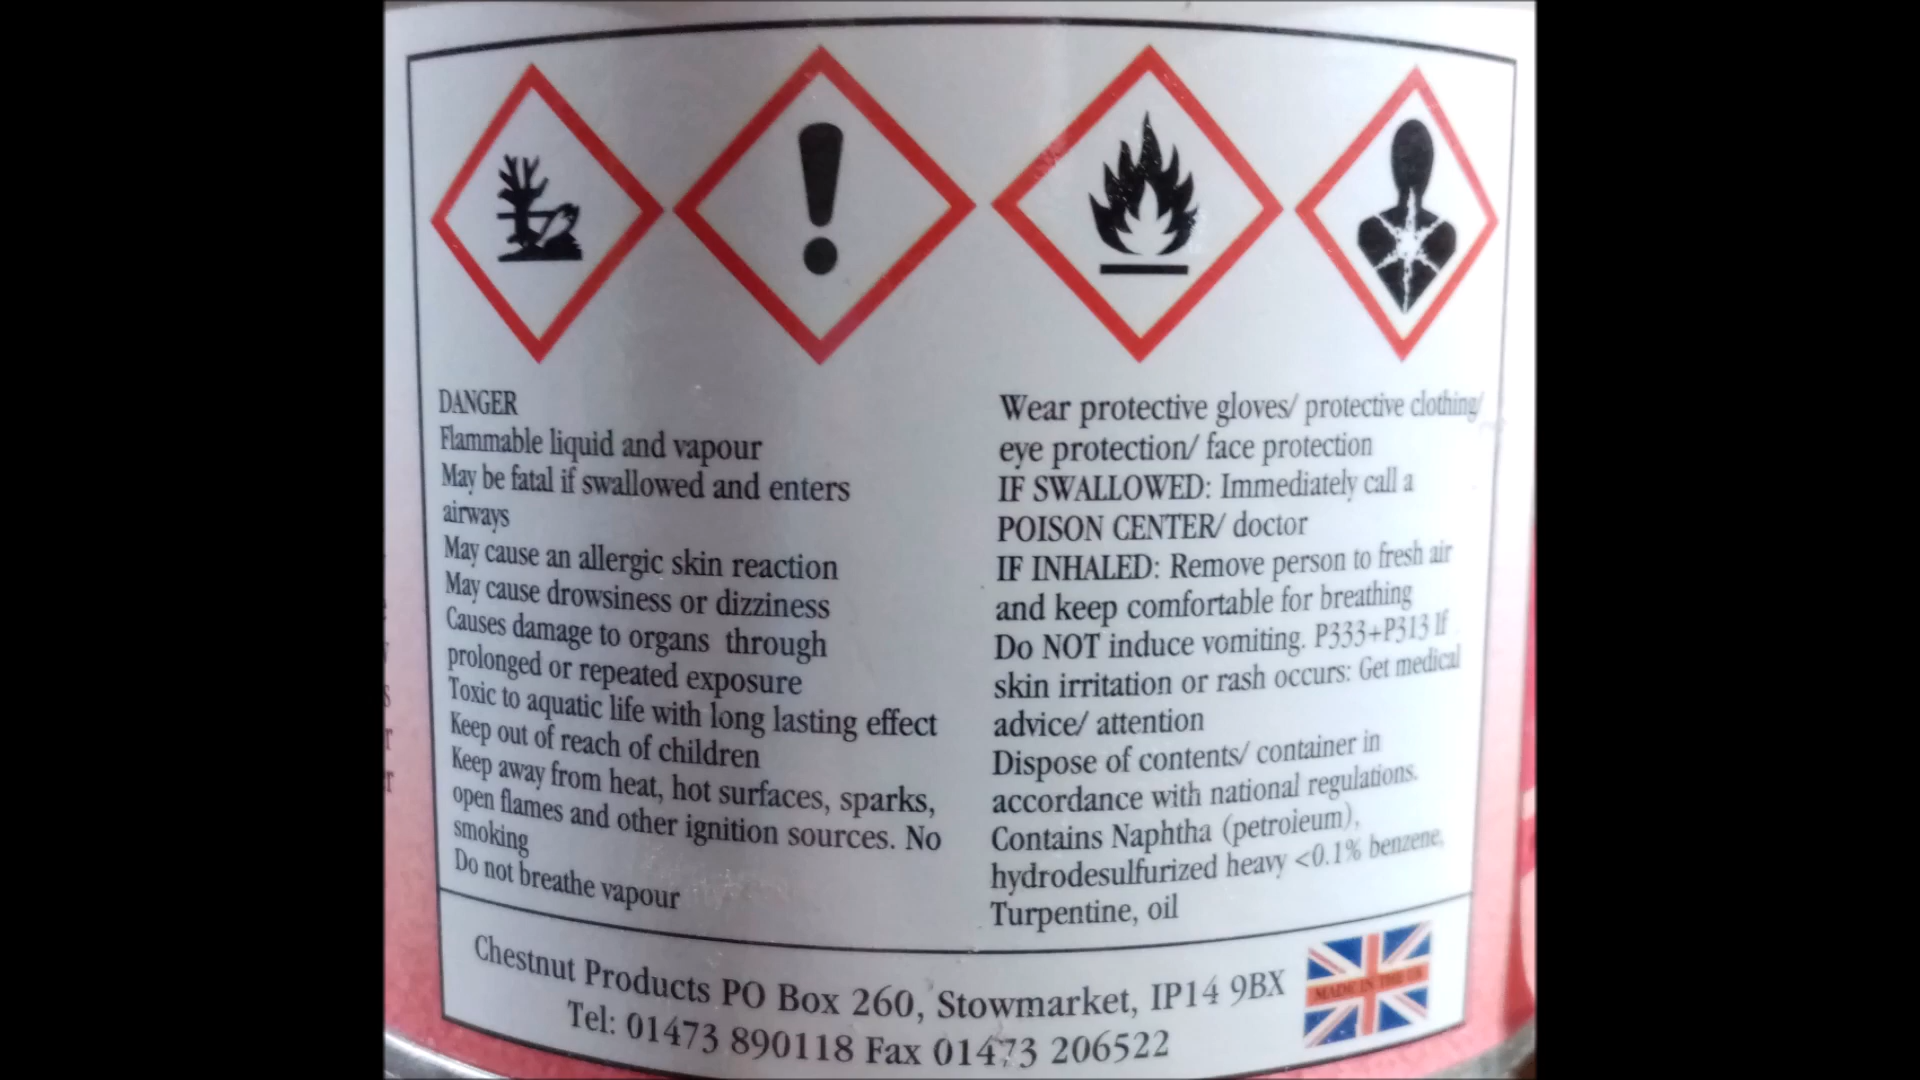 DANGER
Flammable liquid and vapour
May be fatal if swallowed and enters
airways
May cause an allergic skin reaction
May cause drowsiness or dizziness
Causes damage to organs through
prolonged or repeated exposure
Toxic to aquatic life with long lasting effect
Keep out of reach of children
Keep away from heat, hot surfaces, sparks,
open flames and other ignition sources. No
smoking
Do not breathe vapour
Wear protective gloves/ protective clothing/
eye protection/ face protection
IF SWALLOWED: Immediately call a
POISON CENTER/ doctor
IF INHALED: Remove person to fresh air
and keep comfortable for breathing
Do NOT induce vomiting. P333+P313 If
skin irritation or rash occurs: Get medical
advice/ attention
Dispose of contents/ container in
accordance with national regulations.
Contains Naphtha (petroieum),
hydrodesulfurized heavy <0.1% benzene,
Turpentine, oil
Chestnut Products PO Box 260, Stowmarket, IP14 9BX
Tel: 01473 890118 Fax 01473 206522
MADE IN THE UK